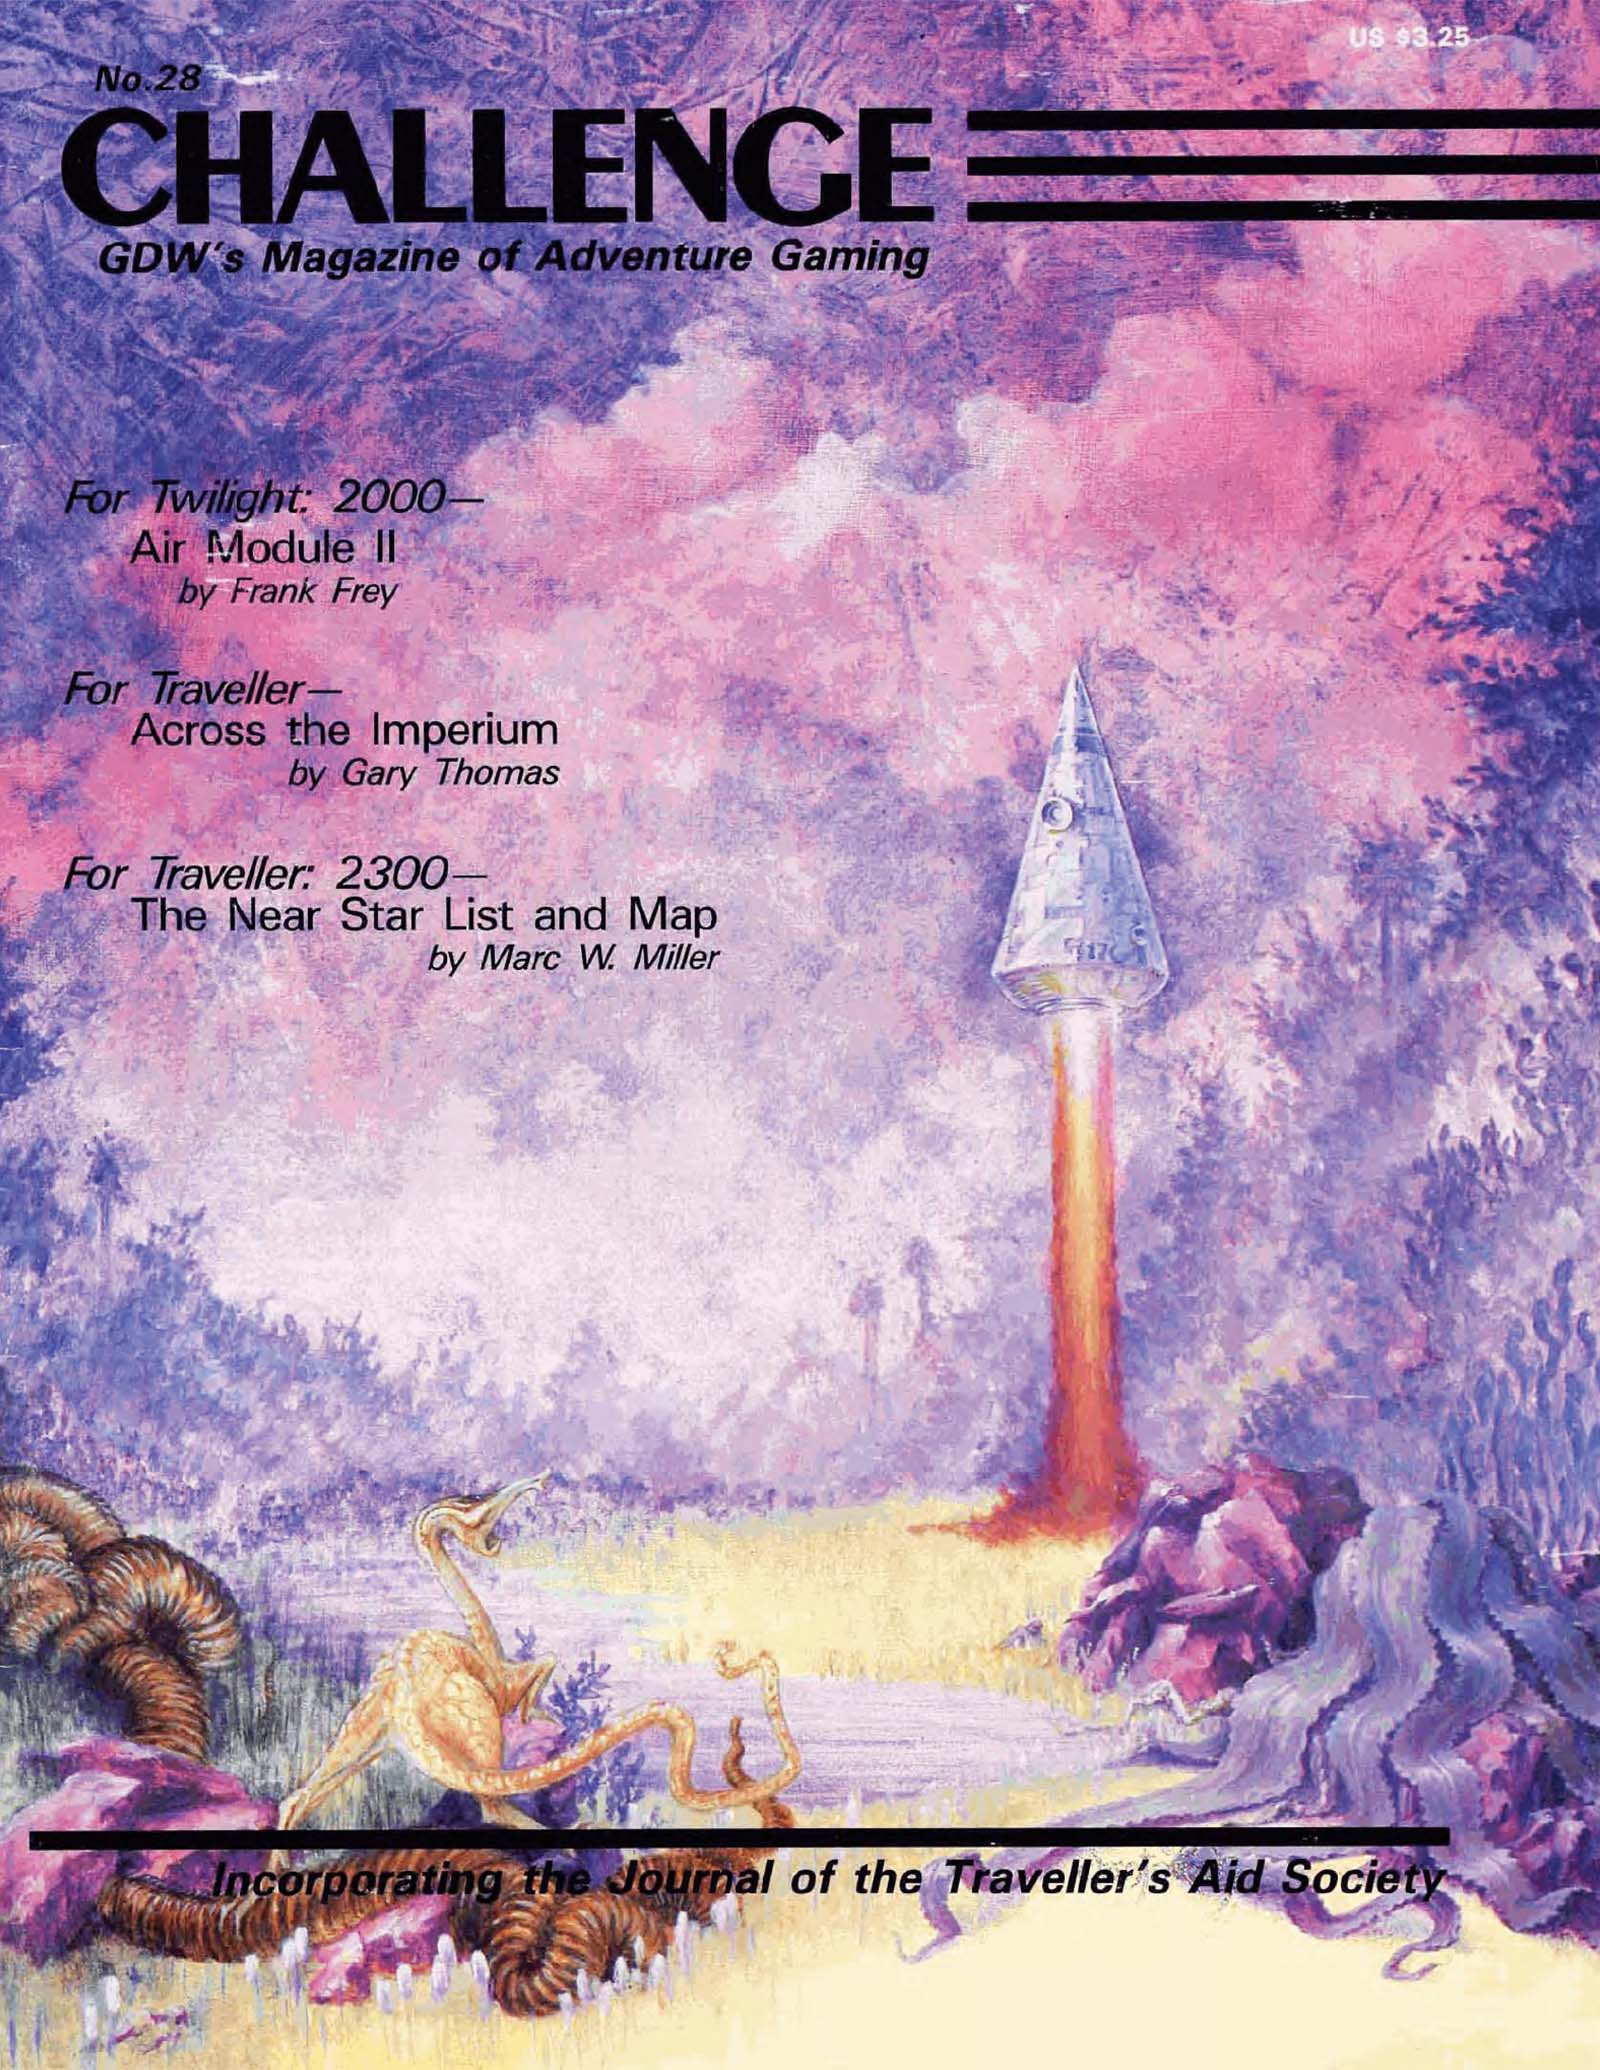 US $3.25
No.28
CHALLENGE
GDW's Magazine of Adventure Gaming
For Twilight: 2000—
Air Module II
by Frank Frey
For Traveller—
Across the Imperium
by Gary Thomas
For Traveller: 2300—
The Near Star List and Map
by Marc W. Miller
Incorporating the Journal of the Traveller's Aid Society